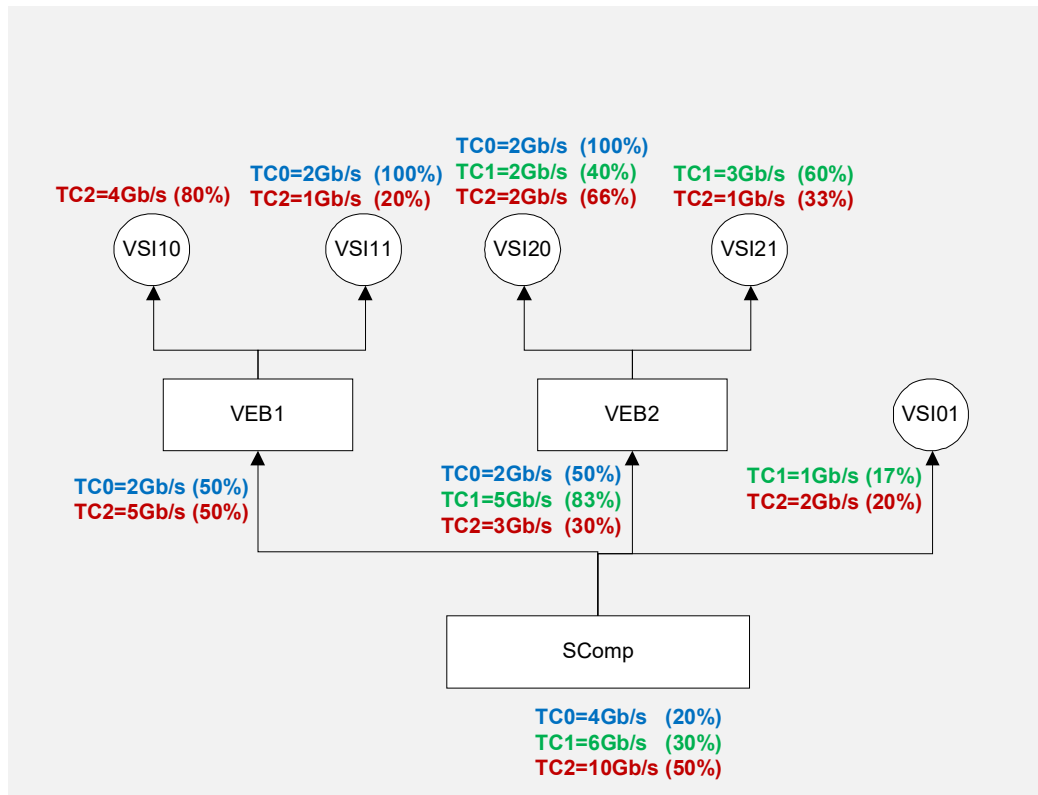 TC2=4Gb/s (80%)
TC0=2Gb/s (100%)
TC2=1Gb/s (20%)
TC0=2Gb/s (100%)
TC1=2Gb/s (40%)
TC2=2Gb/s (66%)
TC1=3Gb/s (60%)
TC2=1Gb/s (33%)
VSI10
VSI11
VSI20
VSI21
VEB1
VEB2
VSI01
TC0=2Gb/s (50%)
TC2=5Gb/s (50%)
TC0=2Gb/s (50%)
TC1=5Gb/s (83%)
TC2=3Gb/s (30%)
TC1=1Gb/s (17%)
TC2=2Gb/s (20%)
SComp
TC0=4Gb/s (20%)
TC1=6Gb/s (30%)
TC2=10Gb/s (50%)